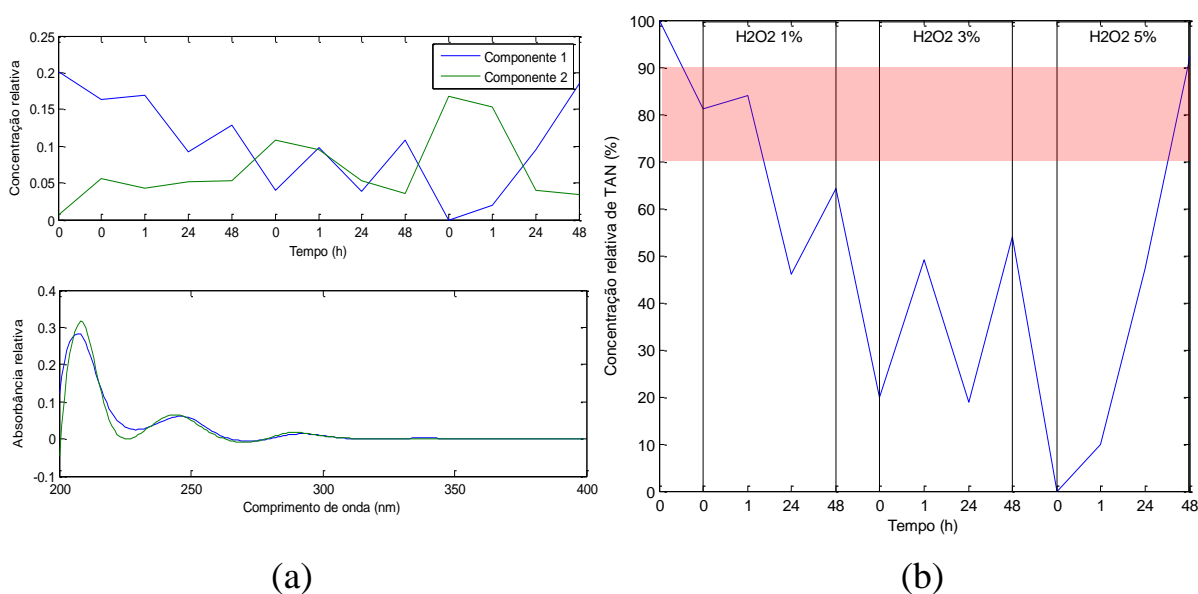 Concentração relativa
0.25
0.2
0.15
0.1
0.05
0
Componente 1
Componente 2
0 0 1 24 48 0 1 24 48 0 1 24 48
Tempo (h)
Absorbância relativa
0.4
0.3
0.2
0.1
0
-0.1
200 250 300 350 400
Comprimento de onda (nm)
(a)
Concentração relativa de TAN (%)
100
90
80
70
60
50
40
30
20
10
0
H2O2 1% H2O2 3% H2O2 5%
0 0 1 24 48 0 1 24 48 0 1 24 48
Tempo (h)
(b)